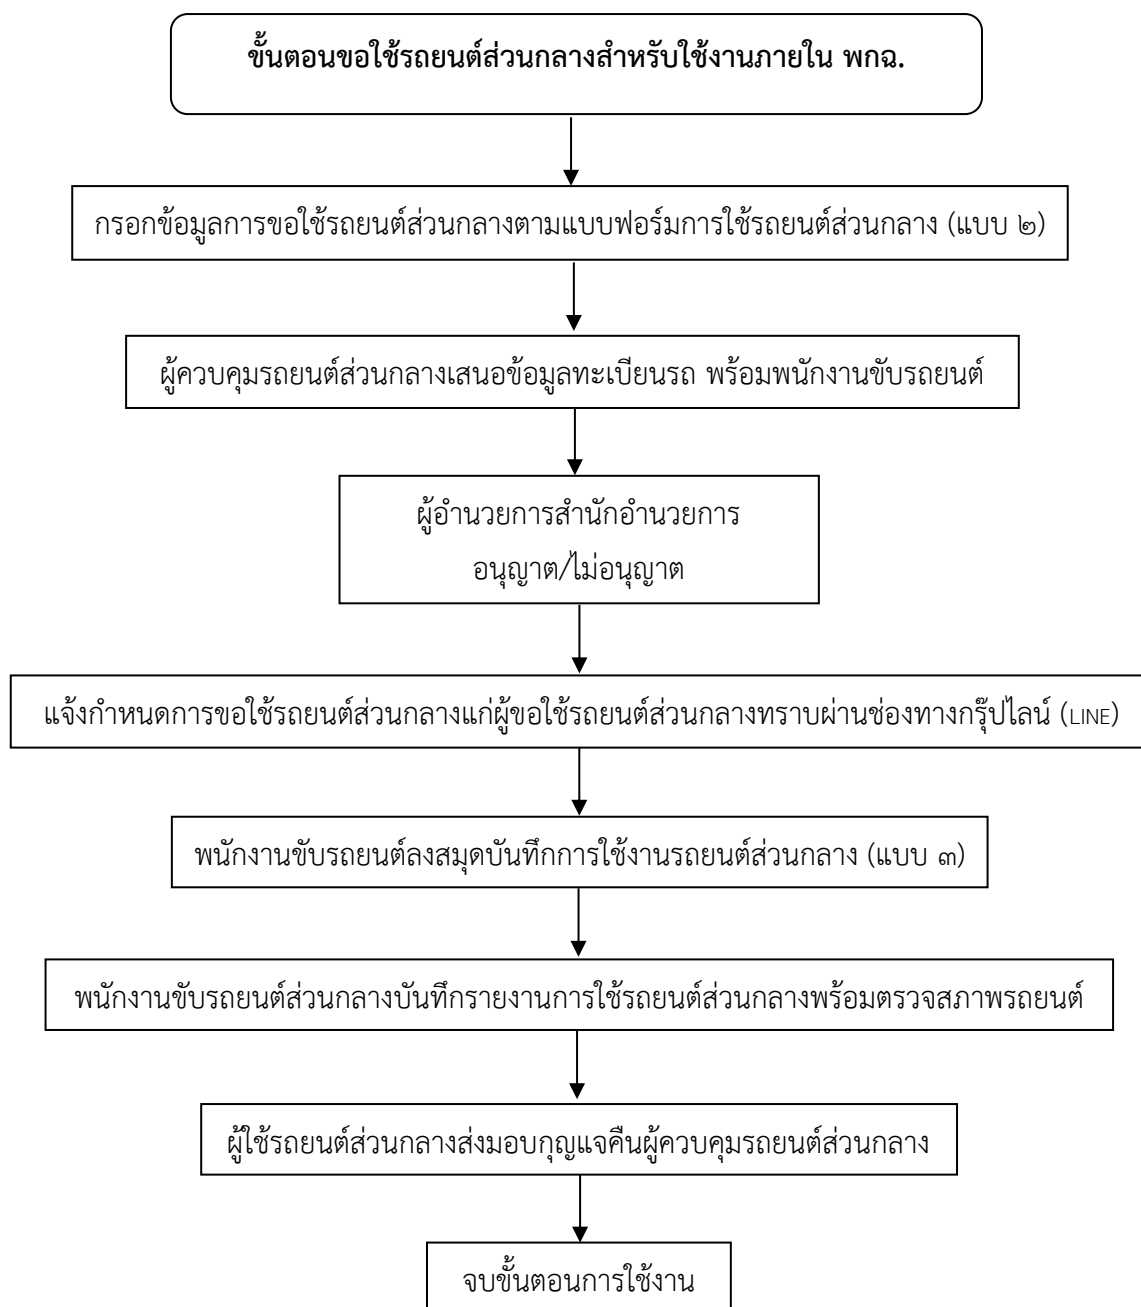 ขั้นตอนขอใช้รถยนต์ส่วนกลางสำหรับใช้งานภายใน พกฉ.
กรอกข้อมูลการขอใช้รถยนต์ส่วนกลางตามแบบฟอร์มการใช้รถยนต์ส่วนกลาง (แบบ ๒)
ผู้ควบคุมรถยนต์ส่วนกลางเสนอข้อมูลทะเบียนรถ พร้อมพนักงานขับรถยนต์
ผู้อำนวยการสำนักอำนวยการ
อนุญาต/ไม่อนุญาต
แจ้งกำหนดการขอใช้รถยนต์ส่วนกลางแก่ผู้ขอใช้รถยนต์ส่วนกลางทราบผ่านช่องทางกรุ๊ปไลน์ (LINE)
พนักงานขับรถยนต์ลงสมุดบันทึกการใช้งานรถยนต์ส่วนกลาง (แบบ ๓)
พนักงานขับรถยนต์ส่วนกลางบันทึกรายงานการใช้รถยนต์ส่วนกลางพร้อมตรวจสภาพรถยนต์
ผู้ใช้รถยนต์ส่วนกลางส่งมอบกุญแจคืนผู้ควบคุมรถยนต์ส่วนกลาง
จบขั้นตอนการใช้งาน